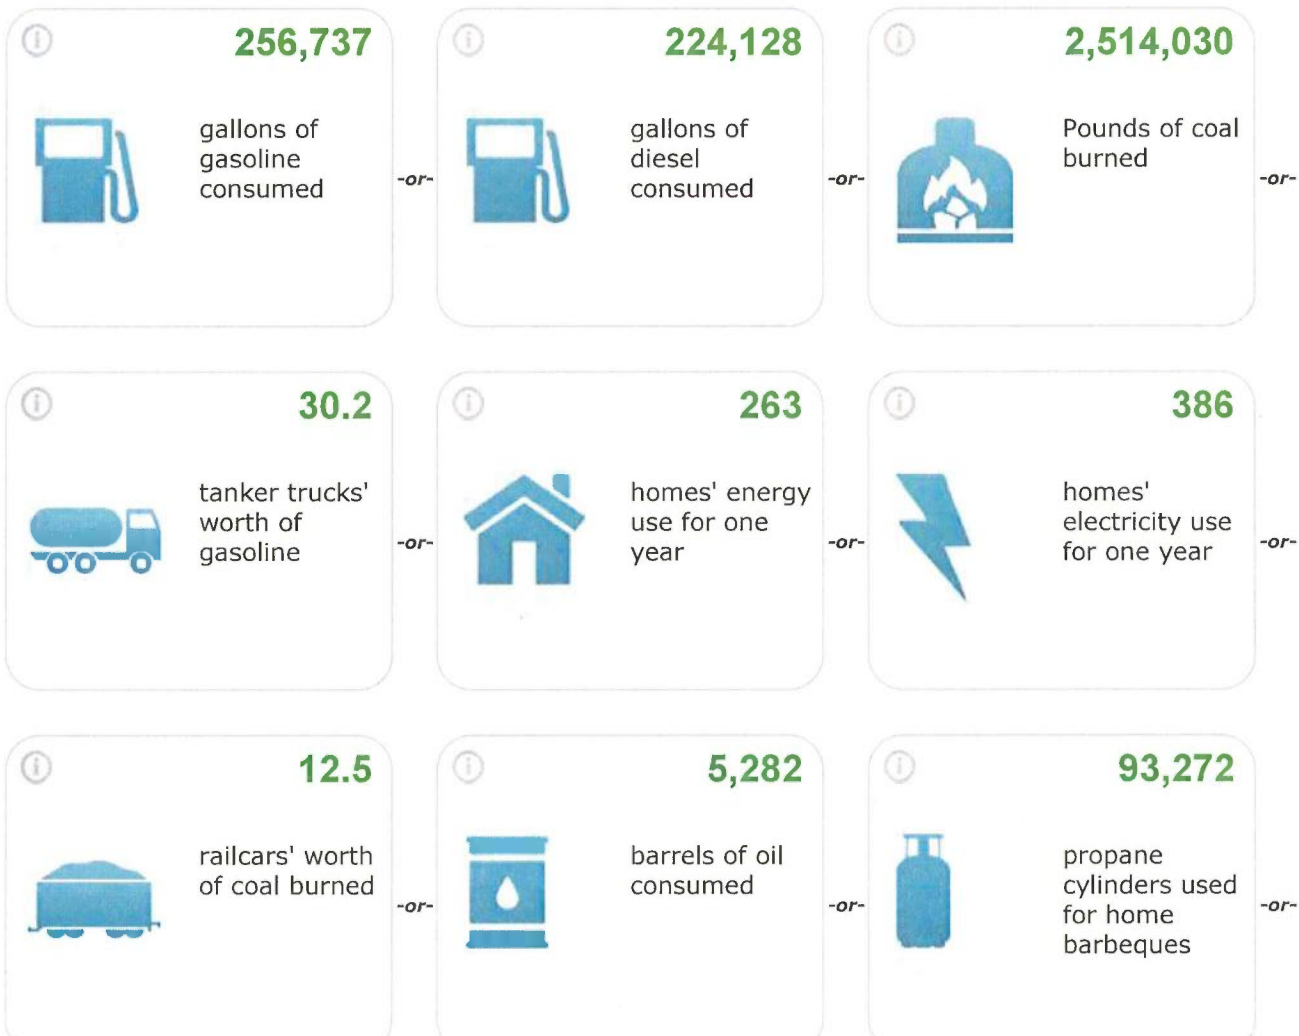 256,737
gallons of
gasoline
consumed
-or-
224,128
gallons of
diesel
consumed
-or-
2,514,030
Pounds of coal
burned
-or-
30.2
tanker trucks'
worth of
gasoline
-or-
263
homes' energy
use for one
year
-or-
386
homes'
electricity use
for one year
-or-
12.5
railcars' worth
of coal burned
-or-
5,282
barrels of oil
consumed
-or-
93,272
propane
cylinders used
for home
barbeques
-or-